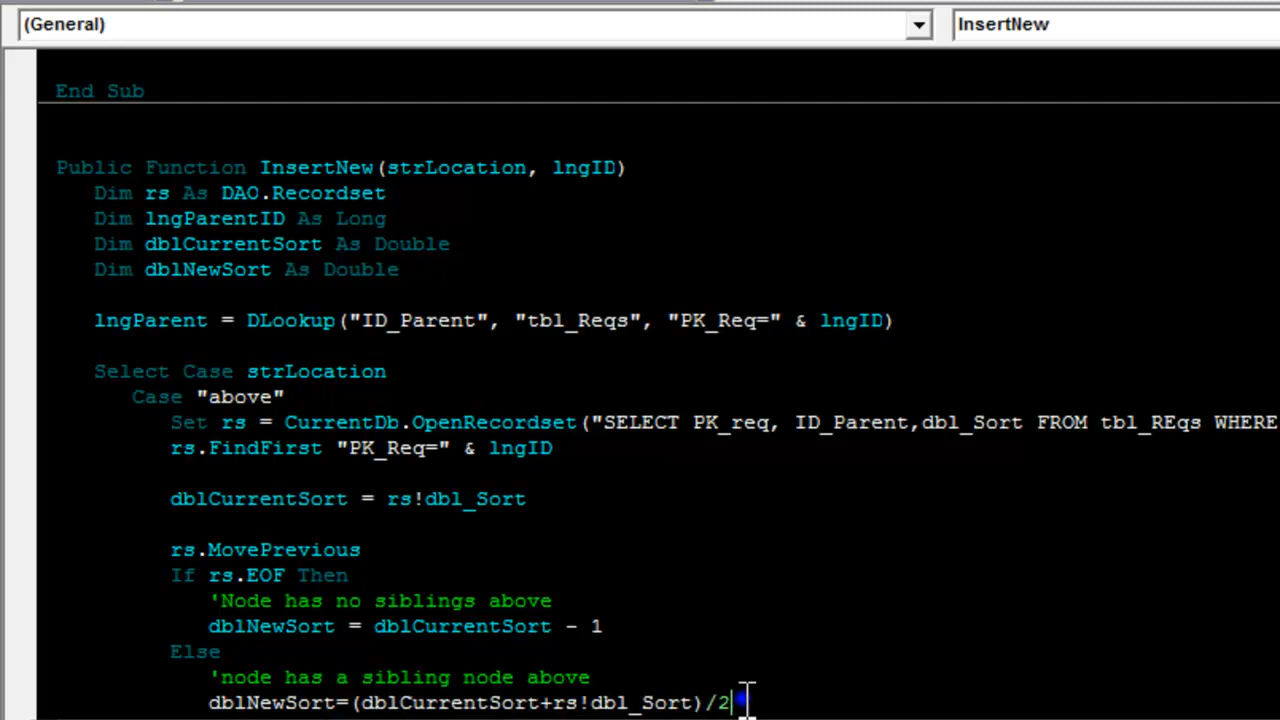 (General)
InsertNew
End Sub
Public Function InsertNew(strLocation, lngID)
Dim rs As DAO.Recordset
Dim lngParentID As Long
Dim dblCurrentSort As Double
Dim dblNewSort As Double
lngParent = DLookup("ID_Parent", "tbl_Reqs", "PK_Req=" & lngID)
Select Case strLocation
Case "above"
Set rs = CurrentDb.OpenRecordset("SELECT PK_req, ID_Parent,dbl_Sort FROM tbl_REqs WHERE
rs.FindFirst "PK_Req=" & lngID
dblCurrentSort = rs!dbl_Sort
rs.MovePrevious
If rs.EOF Then
'Node has no siblings above
dblNewSort = dblCurrentSort - 1
Else
'node has a sibling node above
dblNewSort=(dblCurrentSort+rs!dbl_Sort)/2